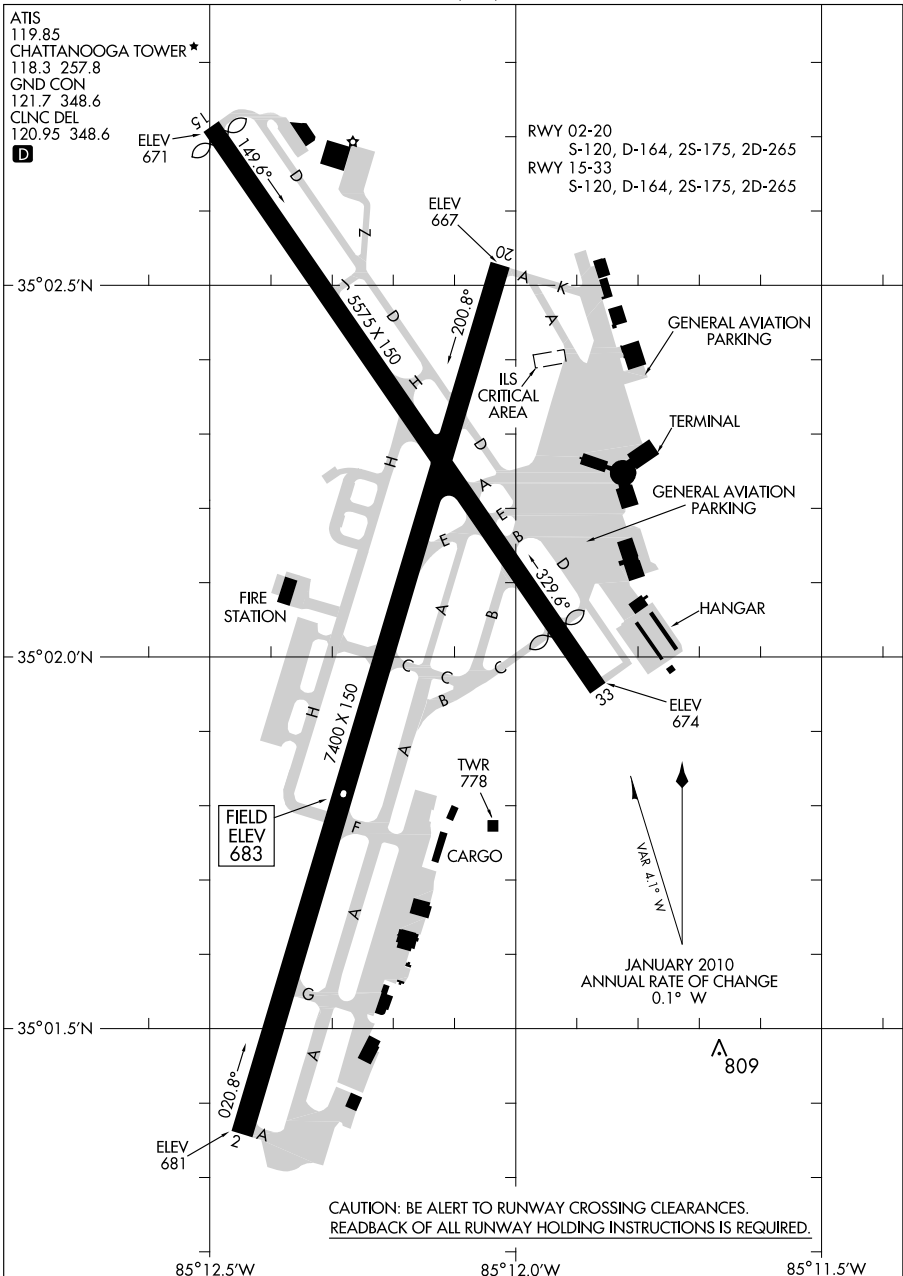 ATIS
119.85
CHATTANOOGA TOWER
118.3 257.8
GND CON
121.7 348.6
CLNC DEL
120.95 348.6
D
15
ELEV
671
149.6°
D
Z
RWY 02-20
S-120, D-164, 2S-175, 2D-265
RWY 15-33
S-120, D-164, 2S-175, 2D-265
ELEV
667
20
A
K
A
35°02.5'N
5575 X 150
D
200.8°
GENERAL AVIATION
PARKING
ILS
CRITICAL
AREA
H
TERMINAL
H
D
A
E
B
D
GENERAL AVIATION
PARKING
E
329.6°
A
B
FIRE
STATION
HANGAR
35°02.0'N
C
C
C
B
33
ELEV
674
H
7400 X 150
A
TWR
778
FIELD
ELEV
683
F
CARGO
VAR 4.1° W
A
JANUARY 2010
ANNUAL RATE OF CHANGE
0.1° W
G
35°01.5'N
A
809
020.8°
2
A
ELEV
681
CAUTION: BE ALERT TO RUNWAY CROSSING CLEARANCES.
READBACK OF ALL RUNWAY HOLDING INSTRUCTIONS IS REQUIRED.
85°12.5'W
85°12.0'W
85°11.5'W